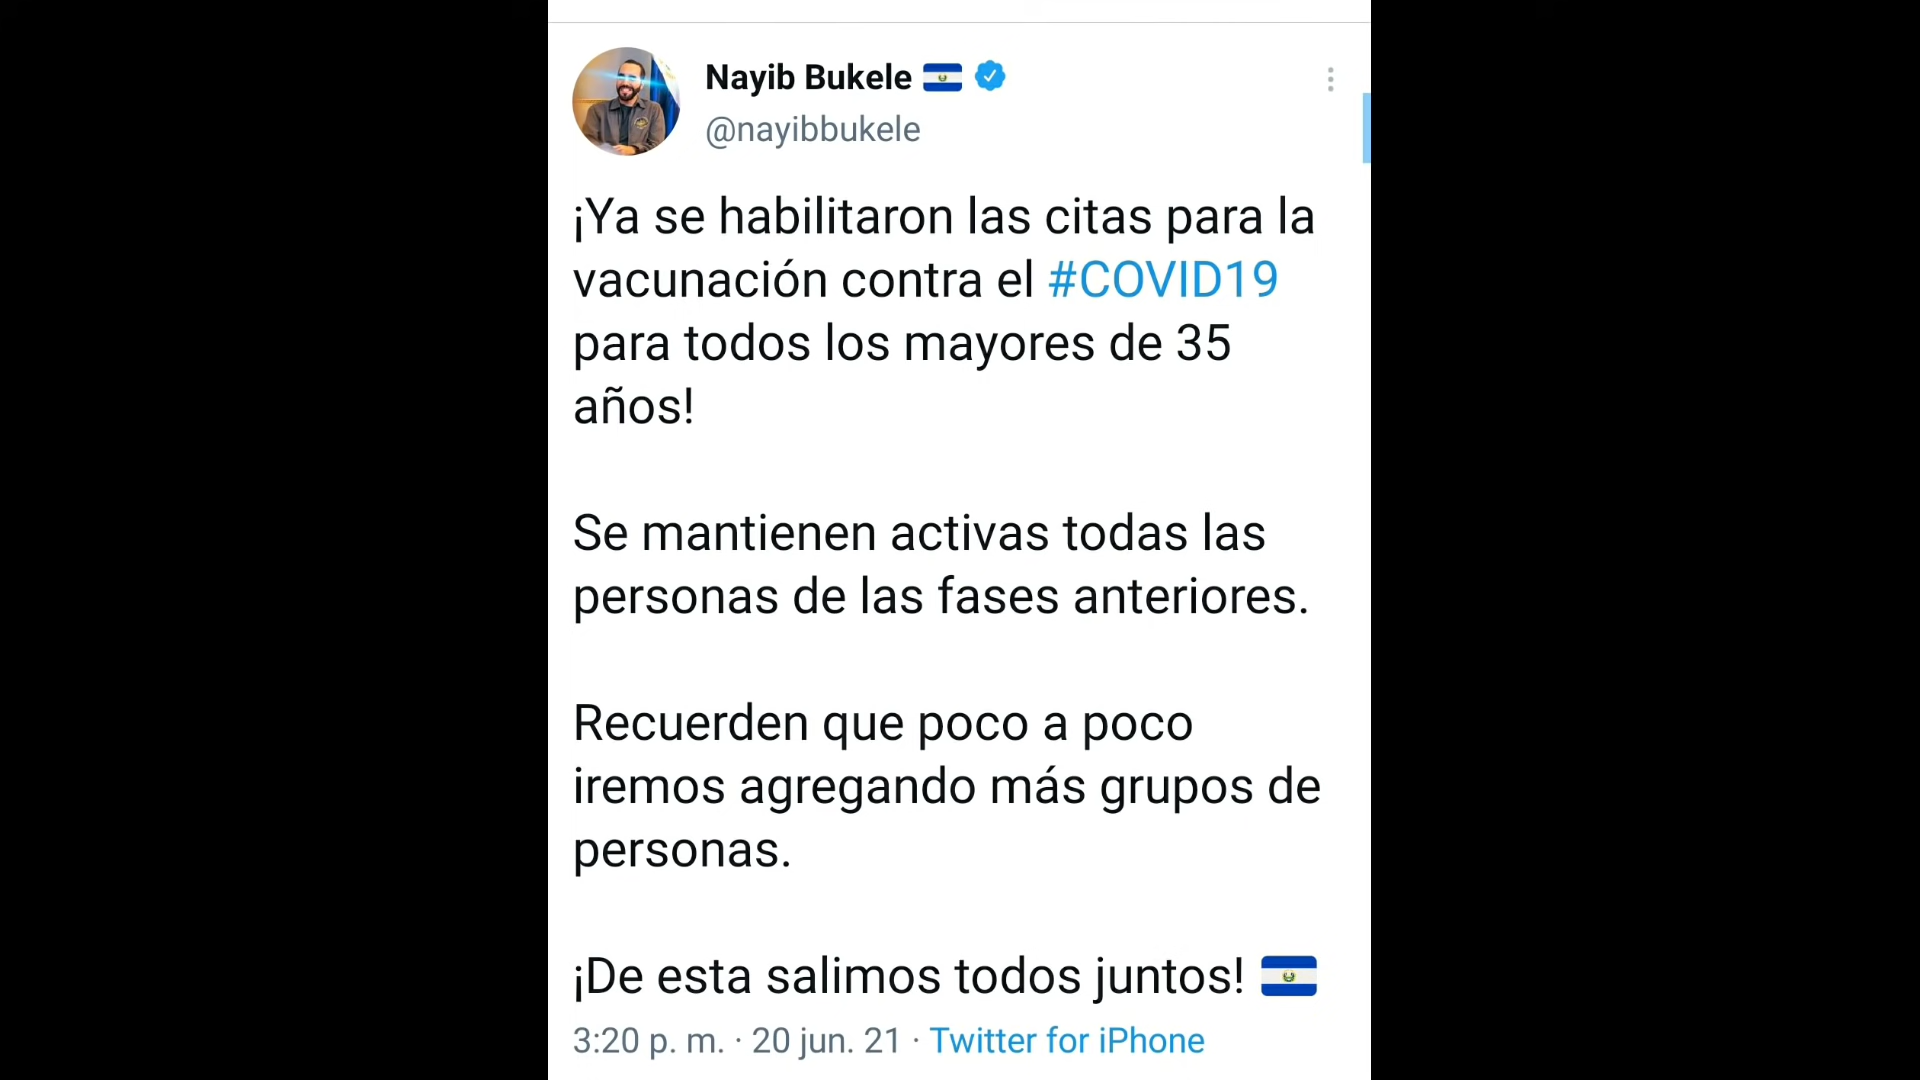 Nayib Bukele
@nayibbukele
¡Ya se habilitaron las citas para la
vacunación contra el #COVID19
para todos los mayores de 35
años!
Se mantienen activas todas las
personas de las fases anteriores.
Recuerden que poco a poco
iremos agregando más grupos de
personas.
¡De esta salimos todos juntos!
3:20 p. m. · 20 jun. 21 · Twitter for iPhone